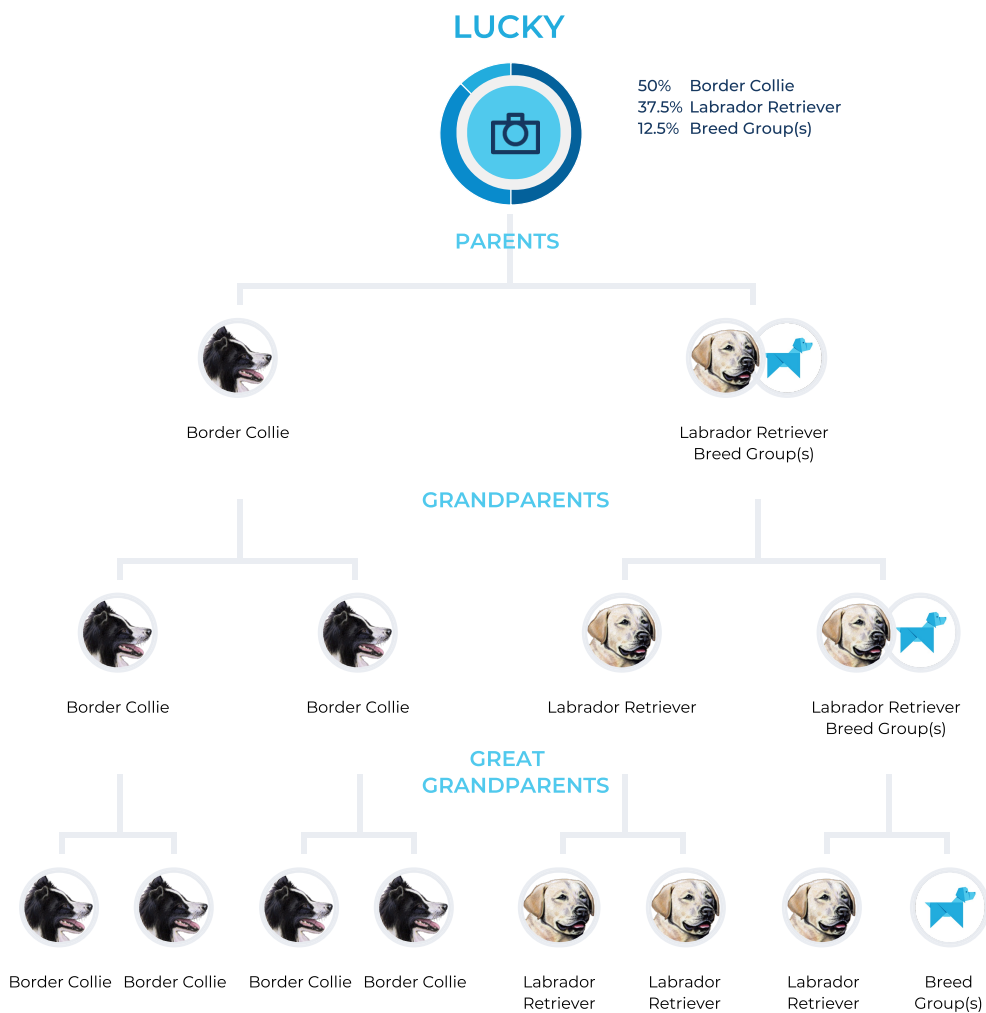 LUCKY
50% Border Collie
37.5% Labrador Retriever
12.5% Breed Group(s)
PARENTS
Border Collie
Labrador Retriever
Breed Group(s)
GRANDPARENTS
Border Collie
Border Collie
Labrador Retriever
Labrador Retriever
Breed Group(s)
GREAT
GRANDPARENTS
Border Collie
Border Collie
Border Collie
Border Collie
Labrador
Retriever
Labrador
Retriever
Labrador
Retriever
Breed
Group(s)